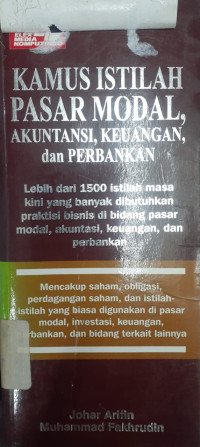 ELEX
MEDIA
KOMPUTINDO
KAMUS ISTILAH
PASAR MODAL,
AKUNTANSI, KEUANGAN,
dan PERBANKAN
Lebih dari 1500 istilah masa
kini yang banyak dibutuhkan
praktisi bisnis di bidang pasar
modal, akuntasi, keuangan, dan
perbankan
Mencakup saham, obligasi,
perdagangan saham, dan istilah-
istilah yang biasa digunakan di pasar
modal, investasi, keuangan,
perbankan, dan bidang terkait lainnya
Johar Arifin
Muhammad Fakhrudin